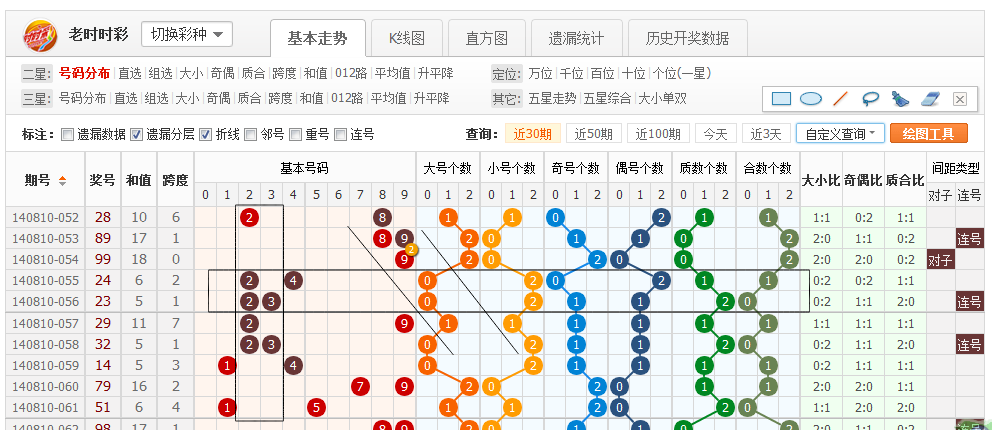 老时时彩 切换彩种 基本走势 K线图 直方图 遗漏统计 历史开奖数据
二星: 号码分布 直选 组选 大小 奇偶 质合 跨度 和值 012路 平均值 升平降 定位: 万位 千位 百位 十位 个位(一星)
三星: 号码分布 直选 组选 大小 奇偶 质合 跨度 和值 012路 平均值 升平降 其它: 五星走势 五星综合 大小单双
标注: 遗漏数据 遗漏分层 折线 邻号 重号 连号 查询: 近30期 近50期 近100期 今天 近3天 自定义查询 绘图工具
期号 奖号 和值 跨度 基本号码 大号个数 小号个数 奇号个数 偶号个数 质数个数 合数个数 大小比 奇偶比 质合比 间距类型
0 1 2 3 4 5 6 7 8 9 0 1 2 0 1 2 0 1 2 0 1 2 0 1 2 0 1 2 对子 连号
140810-052 28 10 6 2 8 1 1 0 2 1 1 1:1 0:2 1:1
140810-053 89 17 1 8 9 2 0 1 1 0 2 2:0 1:1 0:2 连号
140810-054 99 18 0 9 2 2 0 2 0 0 2 2:0 2:0 0:2 对子
140810-055 24 6 2 2 4 0 2 0 2 1 1 0:2 0:2 1:1
140810-056 23 5 1 2 3 0 2 1 1 2 0 0:2 1:1 2:0 连号
140810-057 29 11 7 2 9 1 1 1 1 1 1 1:1 1:1 1:1
140810-058 32 5 1 2 3 0 2 1 1 2 0 0:2 1:1 2:0 连号
140810-059 14 5 3 1 4 0 2 1 1 0 2 0:2 1:1 0:2
140810-060 79 16 2 7 9 2 0 2 0 1 1 2:0 2:0 1:1
140810-061 51 6 4 1 5 1 1 2 0 2 0 1:1 2:0 2:0